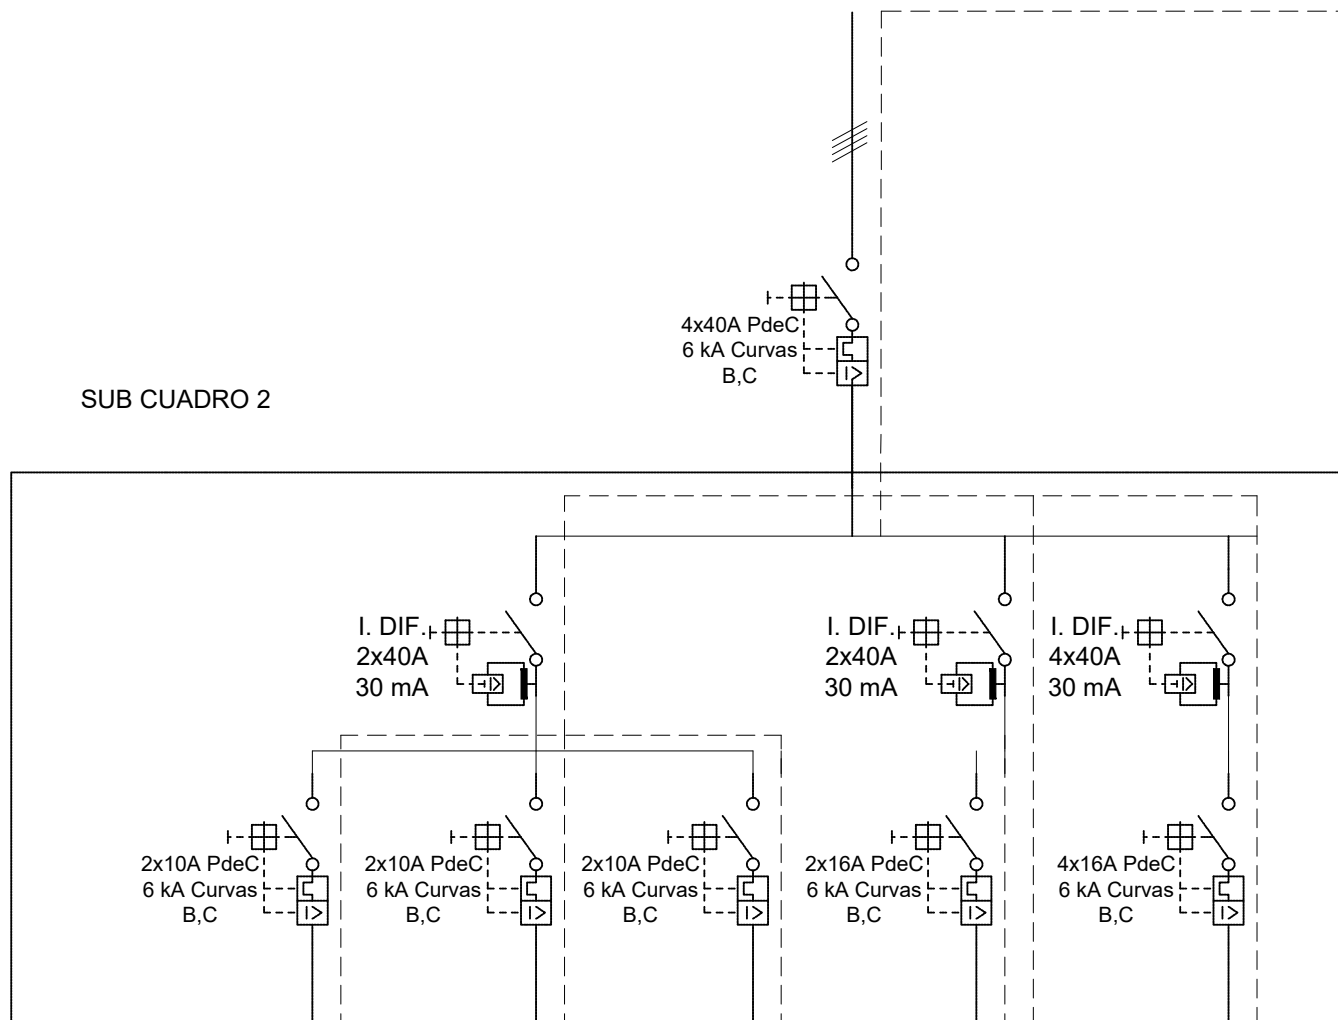 4x40A PdeC
6 kA Curvas
B,C
SUB CUADRO 2
I. DIF.
2x40A
30 mA
I. DIF.
2x40A
30 mA
I. DIF.
4x40A
30 mA
2x10A PdeC
6 kA Curvas
B,C
2x10A PdeC
6 kA Curvas
B,C
2x10A PdeC
6 kA Curvas
B,C
2x16A PdeC
6 kA Curvas
B,C
4x16A PdeC
6 kA Curvas
B,C